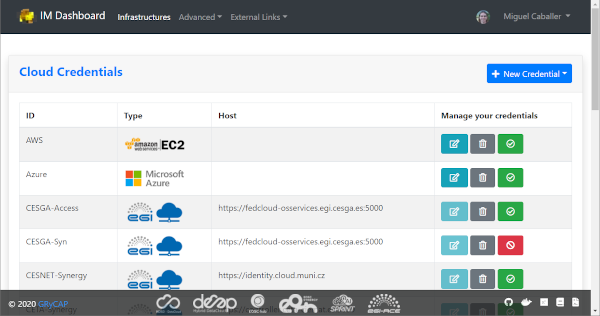 IM Dashboard Infrastructures Advanced External Links Miguel Caballer
Cloud Credentials
New Credential
ID Type Host Manage your credentials
AWS amazon webservices EC2
Azure Microsoft Azure
CESGA-Access egi https://fedcloud-osservices.egi.cesga.es:5000
CESGA-Syn egi https://fedcloud-osservices.egi.cesga.es:5000
CESNET-Synergy egi https://identity.cloud.muni.cz
© 2020 GRyCAP deep EOSC-hub SPRINT EGI-ACE